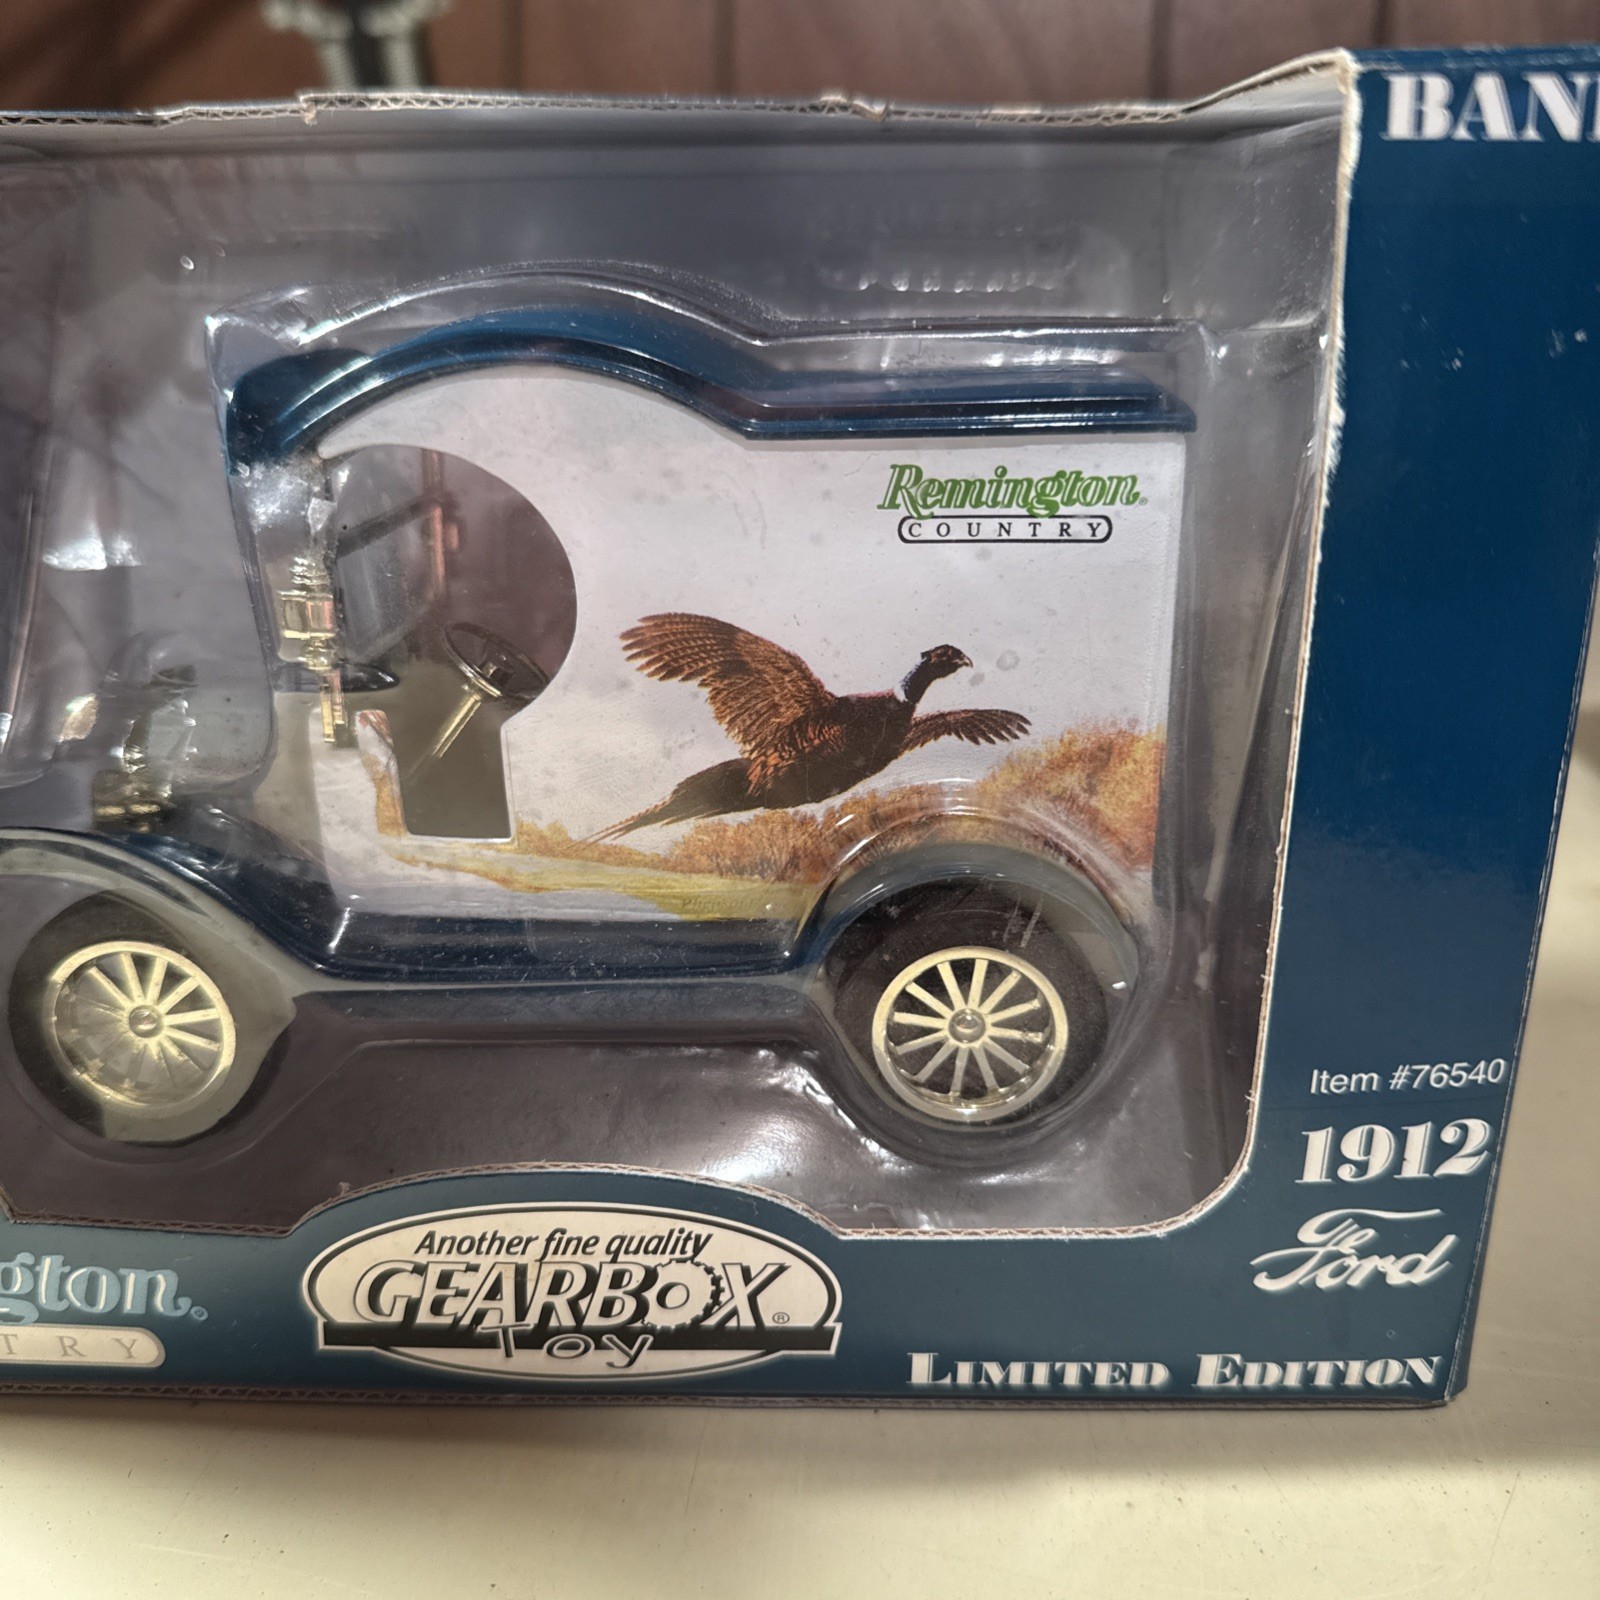 BAN
Remington®
COUNTRY
Item #76540
1912
Ford
Another fine quality
GEARBOX®
Toy
gton®
TRY
LIMITED EDITION